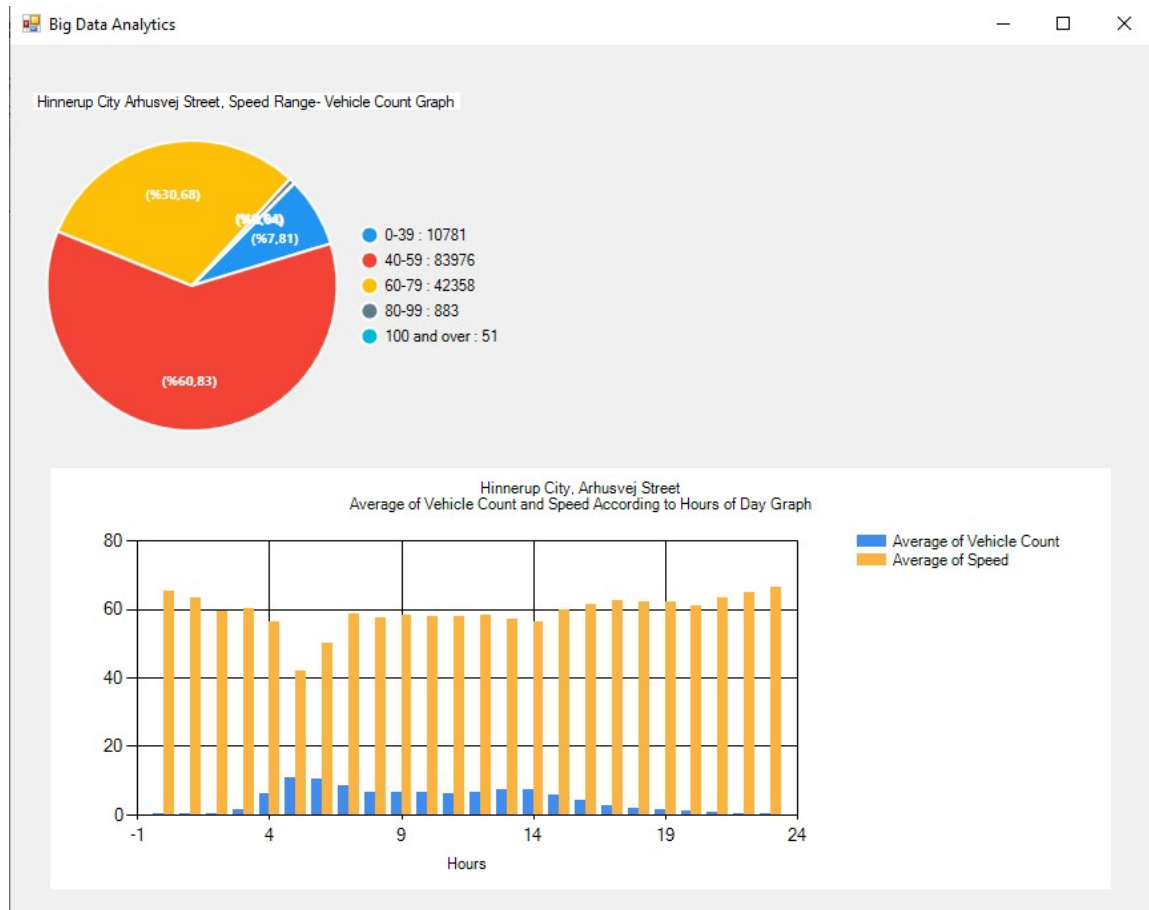 Big Data Analytics
Hinnerup City Arhusvej Street, Speed Range- Vehicle Count Graph
(%30,68)
(%7,81)
(%60,83)
0-39 : 10781
40-59 : 83976
60-79 : 42358
80-99 : 883
100 and over : 51
Hinnerup City, Arhusvej Street
Average of Vehicle Count and Speed According to Hours of Day Graph
Average of Vehicle Count
Average of Speed
80
60
40
20
0
-1 4 9 14 19 24
Hours